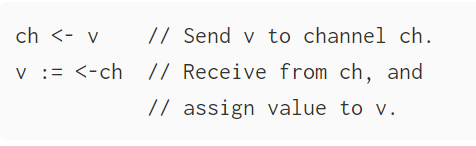 ch <- v    // Send v to channel ch.
v := <-ch  // Receive from ch, and
           // assign value to v.